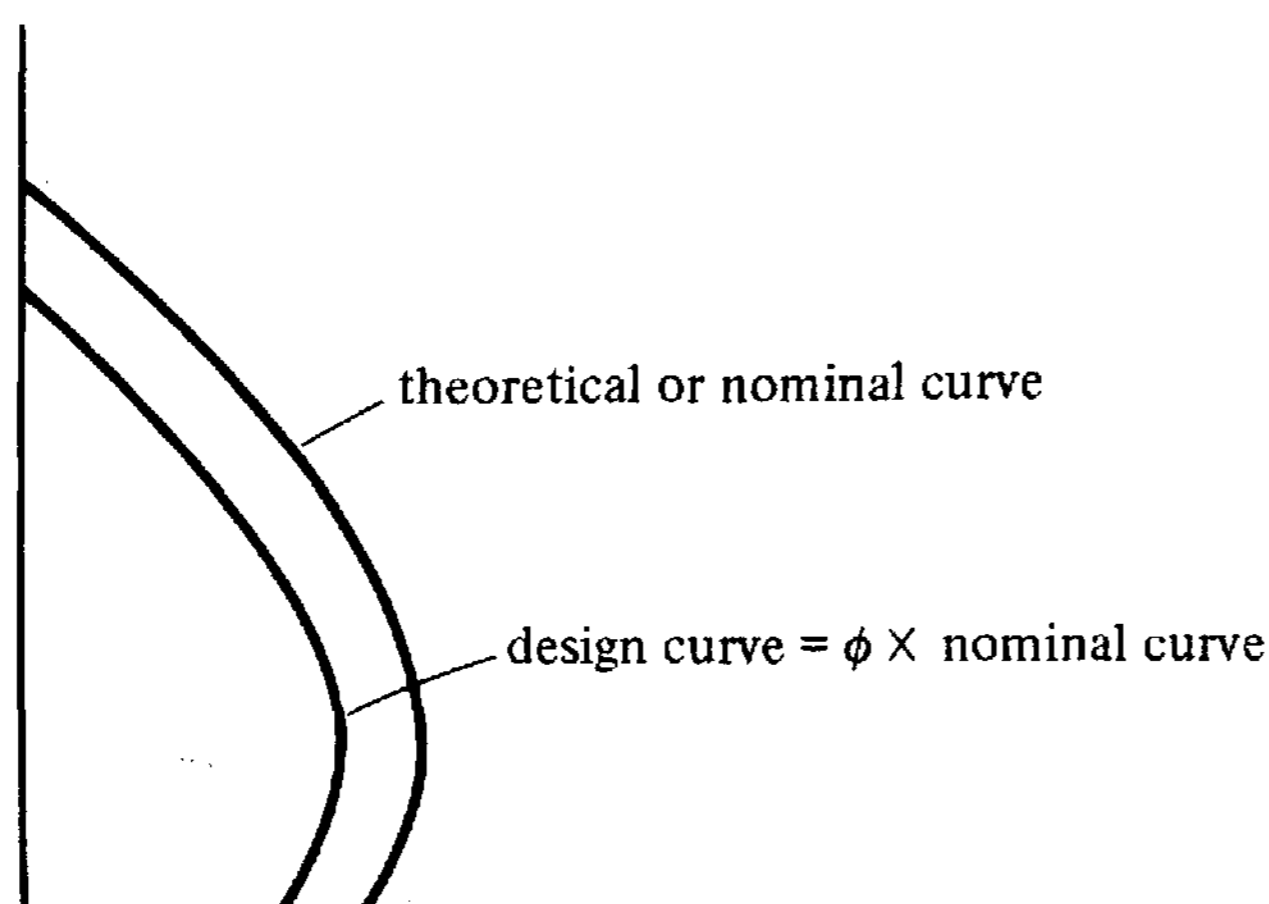 theoretical or nominal curve
design curve = ϕ × nominal curve